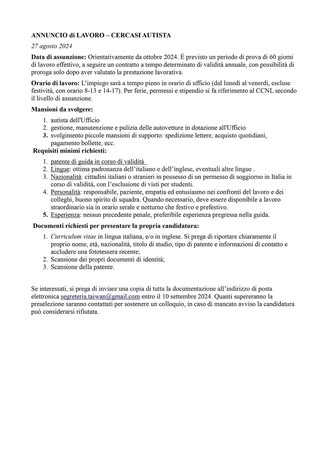 ANNUNCIO di LAVORO – CERCASI AUTISTA
27 agosto 2024
Data di assunzione: Orientativamente da ottobre 2024. È previsto un periodo di prova di 60 giorni
di lavoro effettivo, a seguire un contratto a tempo determinato di validità annuale, con possibilità di
proroga solo dopo aver valutato la prestazione lavorativa.
Orario di lavoro: L'impiego sarà a tempo pieno in orario di ufficio (dal lunedì al venerdì, escluse
festività, con orario 8-13 e 14-17). Per ferie, permessi e stipendio si fa riferimento al CCNL secondo
il livello di assunzione.
Mansioni da svolgere:
1. autista dell'Ufficio
2. gestione, manutenzione e pulizia delle autovetture in dotazione all'Ufficio
3. svolgimento piccole mansioni di supporto: spedizione lettere, acquisto quotidiani,
pagamento bollette, ecc.
Requisiti minimi richiesti:
1. patente di guida in corso di validità
2. Lingue: ottima padronanza dell'italiano e dell'inglese, eventuali altre lingue .
3. Nazionalità: cittadini italiani o stranieri in possesso di un permesso di soggiorno in Italia in
corso di validità, con l'esclusione di visti per studenti.
4. Personalità: responsabile, paziente, empatia ed entusiasmo nei confronti del lavoro e dei
colleghi, buono spirito di squadra. Quando necessario, deve essere disponibile a lavoro
straordinario sia in orario serale e notturno che festivo e prefestivo.
5. Esperienza: nessun precedente penale, preferibile esperienza pregressa nella guida.
Documenti richiesti per presentare la propria candidatura:
1. Curriculum vitae in lingua italiana, e/o in inglese. Si prega di riportare chiaramente il
proprio nome, età, nazionalità, titolo di studio, tipo di patente e informazioni di contatto e
accludere una fototessera recente;
2. Scansione dei propri documenti di identità;
3. Scansione della patente.
Se interessati, si prega di inviare una copia di tutta la documentazione all'indirizzo di posta
elettronica segreteria.taiwan@gmail.com entro il 10 settembre 2024. Quanti supereranno la
preselezione saranno contattati per sostenere un colloquio, in caso di mancato avviso la candidatura
può considerarsi rifiutata.